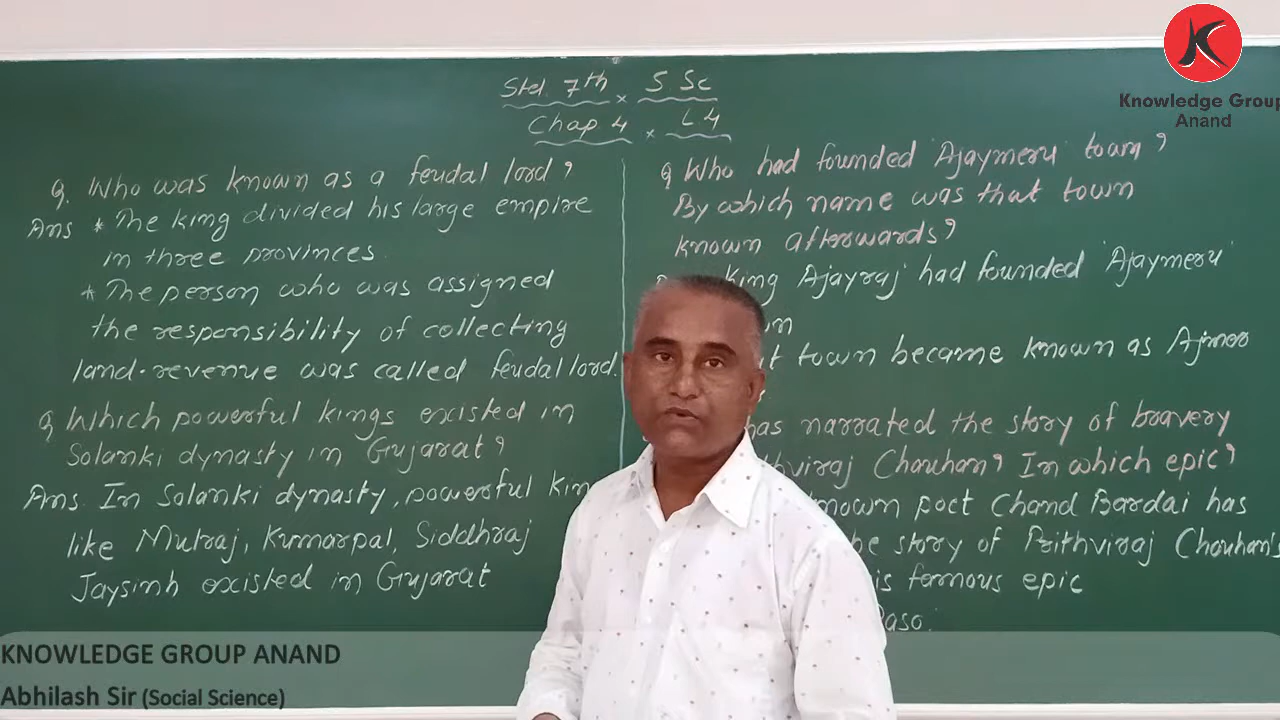 Std. 7th x S Sc
Chap 4 x L 4
Q. Who was known as a feudal lord?
Ans * The king divided his large empire
in three provinces.
* The person who was assigned
the responsibility of collecting
land-revenue was called feudal lord.
Q Which powerful kings existed in
Solanki dynasty in Gujarat?
Ans. In Solanki dynasty, powerful kin
like Mulraj, Kumarpal, Siddhraj
Jaysinh existed in Gujarat
Q Who had founded 'Ajaymeru' town?
By which name was that town
known afterwards?
King Ajayraj had founded 'Ajaymeru'
town became known as Ajmer
has narrated the story of bravery
Chauhan? In which epic?
poet Chand Bardai has
story of Prithviraj Chauhan's
is famous epic
Raso.
K
Knowledge Group
Anand
KNOWLEDGE GROUP ANAND
Abhilash Sir (Social Science)